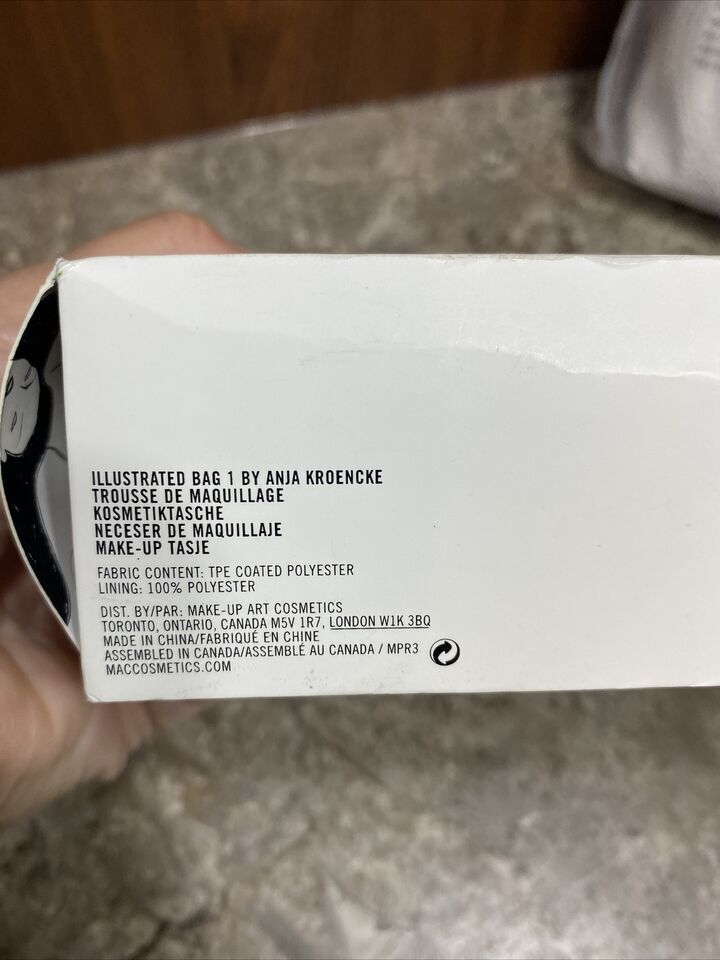 ILLUSTRATED BAG 1 BY ANJA KROENCKE
TROUSSE DE MAQUILLAGE
KOSMETIKTASCHE
NECESER DE MAQUILLAJE
MAKE-UP TASJE
FABRIC CONTENT: TPE COATED POLYESTER
LINING: 100% POLYESTER
DIST. BY/PAR: MAKE-UP ART COSMETICS
TORONTO, ONTARIO, CANADA M5V 1R7, LONDON W1K 3BQ
MADE IN CHINA/FABRIQUÉ EN CHINE
ASSEMBLED IN CANADA/ASSEMBLÉ AU CANADA / MPR3
MACCOSMETICS.COM